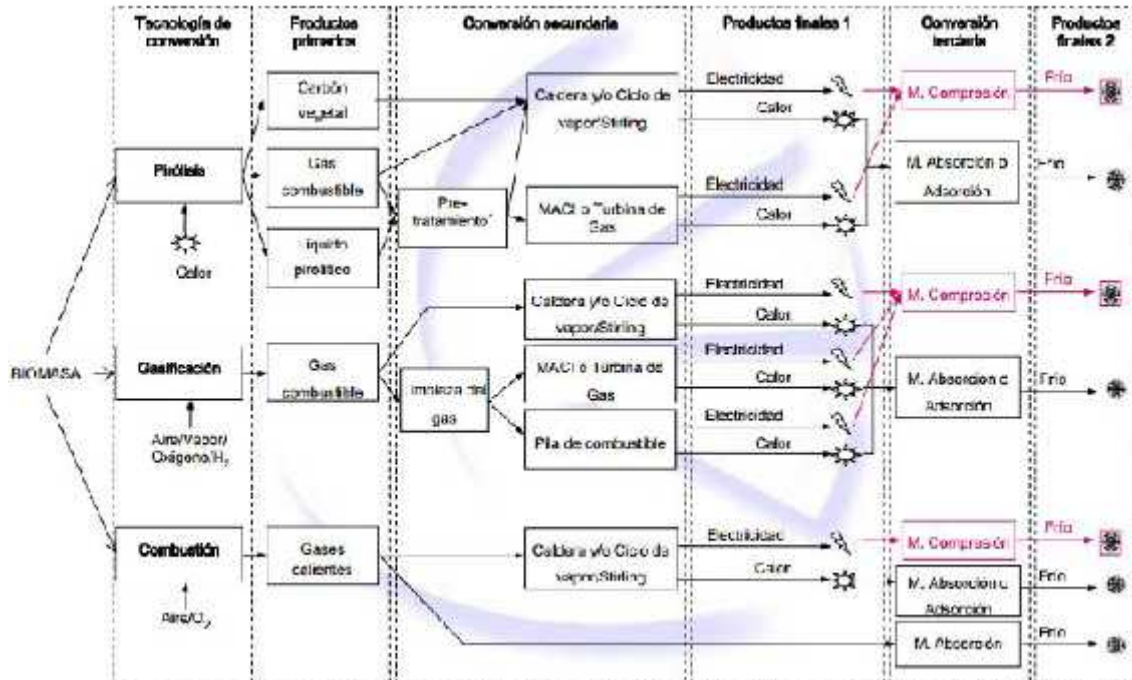 Tecnología de
conversión
Productos
primarios
Conversión secundaria
Productos finales 1
Conversión
terciaria
Productos
finales 2
BIOMASA
Pirólisis
Calor
Carbón
vegetal
Gas
combustible
Líquido
pirolítico
Pre-
tratamiento
Caldera y/o Ciclo de
vapor/Stirling
MACI o Turbina de
Gas
Electricidad
Calor
Electricidad
Calor
M. Compresión
Frío
M. Absorción o
Adsorción
Frío
Gasificación
Aire/Vapor/
Oxígeno/H2
Gas
combustible
Limpieza del
gas
Caldera y/o Ciclo de
vapor/Stirling
MACI o Turbina de
Gas
Pila de combustible
Electricidad
Calor
Electricidad
Calor
Electricidad
Calor
M. Compresión
Frío
M. Absorción o
Adsorción
Frío
Combustión
Aire/O2
Gases
calientes
Caldera y/o Ciclo de
vapor/Stirling
Electricidad
Calor
M. Compresión
Frío
M. Absorción o
Adsorción
Frío
M. Absorción
Frío